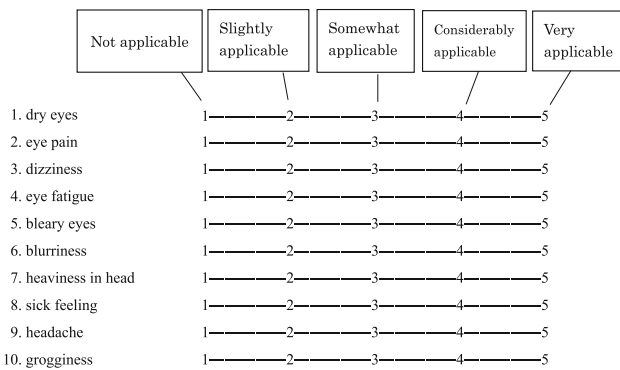 Not applicable
Slightly
applicable
Somewhat
applicable
Considerably
applicable
Very
applicable
1. dry eyes 1 2 3 4 5
2. eye pain 1 2 3 4 5
3. dizziness 1 2 3 4 5
4. eye fatigue 1 2 3 4 5
5. bleary eyes 1 2 3 4 5
6. blurriness 1 2 3 4 5
7. heaviness in head 1 2 3 4 5
8. sick feeling 1 2 3 4 5
9. headache 1 2 3 4 5
10. grogginess 1 2 3 4 5